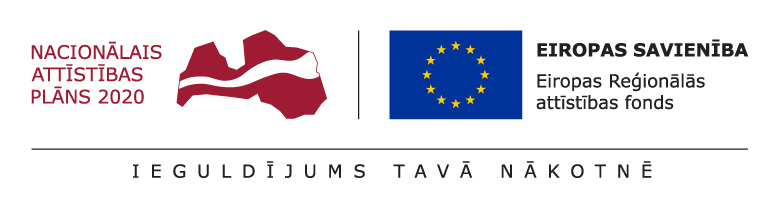 NACIONĀLAIS
ATTĪSTĪBAS
PLĀNS 2020
EIROPAS SAVIENĪBA
Eiropas Reģionālās
attīstības fonds
IEGULDĪJUMS TAVĀ NĀKOTNĒ